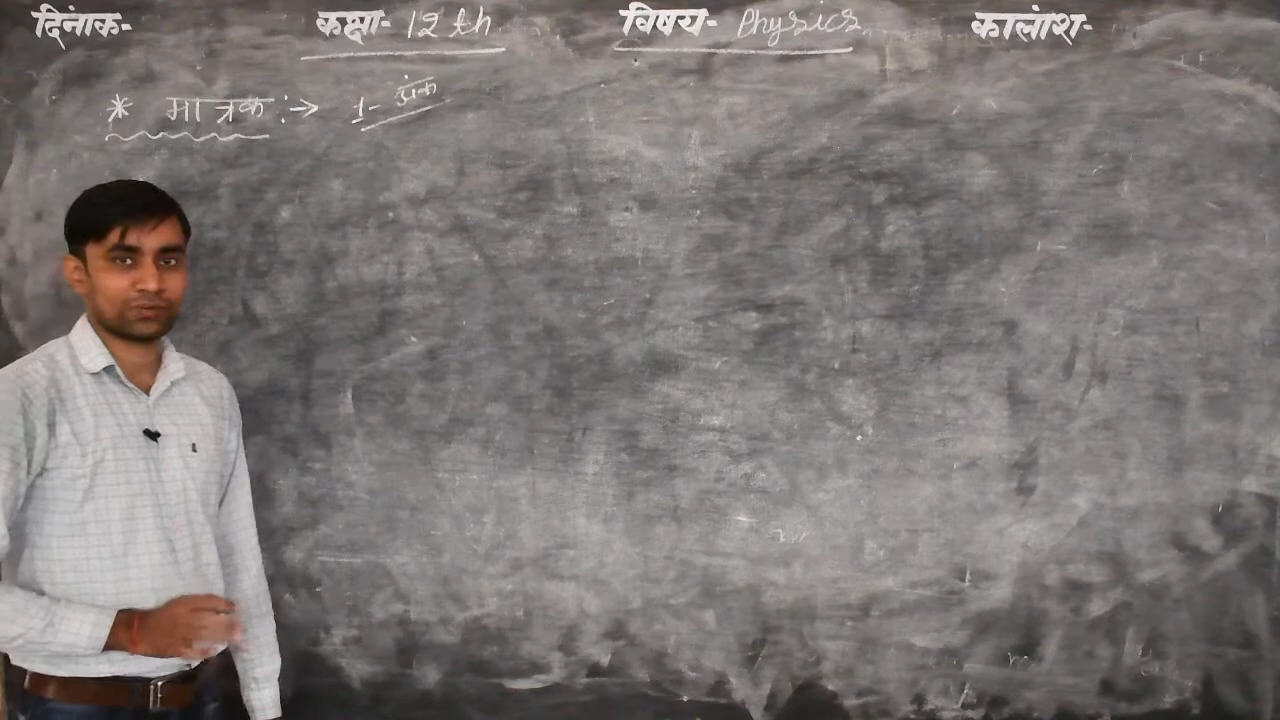 दिनांक- कक्षा- 12 th विषय- Physics कालांश-
* मात्रक :→ 1- अंक